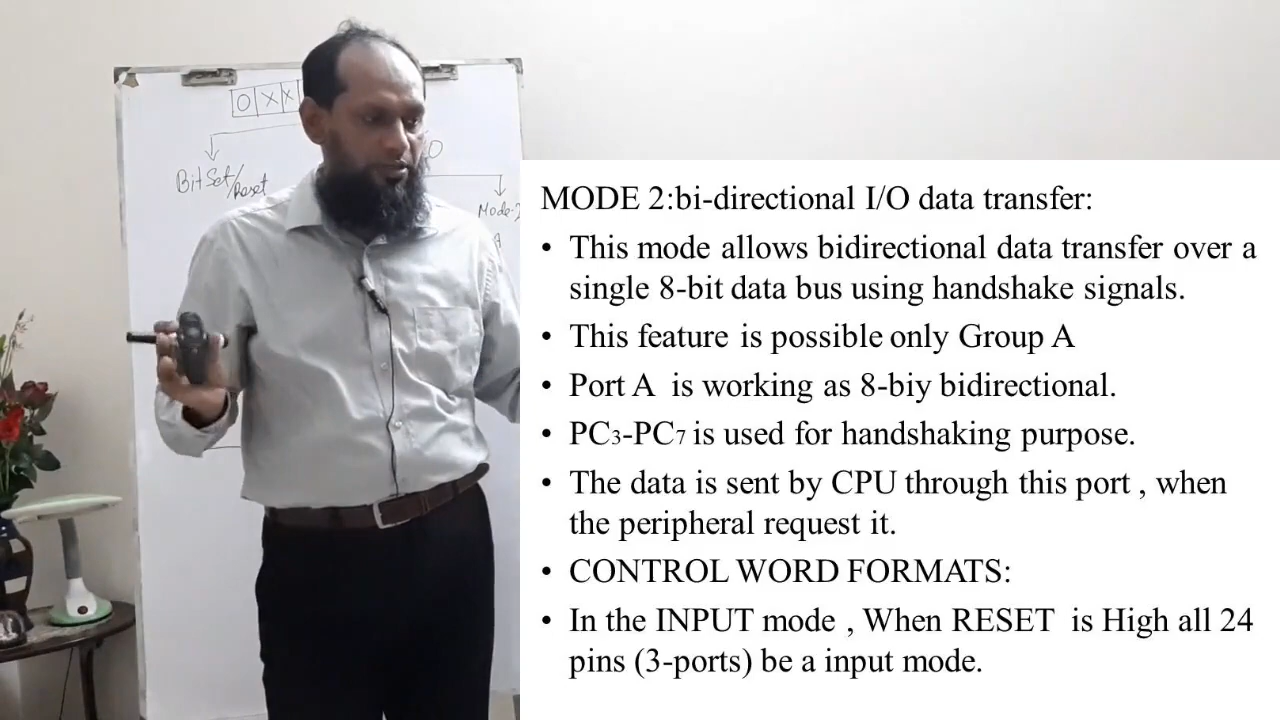 O X X
Bit Set/Reset
Mode-2
A
MODE 2:bi-directional I/O data transfer:
• This mode allows bidirectional data transfer over a
single 8-bit data bus using handshake signals.
• This feature is possible only Group A
• Port A is working as 8-biy bidirectional.
• PC3-PC7 is used for handshaking purpose.
• The data is sent by CPU through this port , when
the peripheral request it.
• CONTROL WORD FORMATS:
• In the INPUT mode , When RESET is High all 24
pins (3-ports) be a input mode.